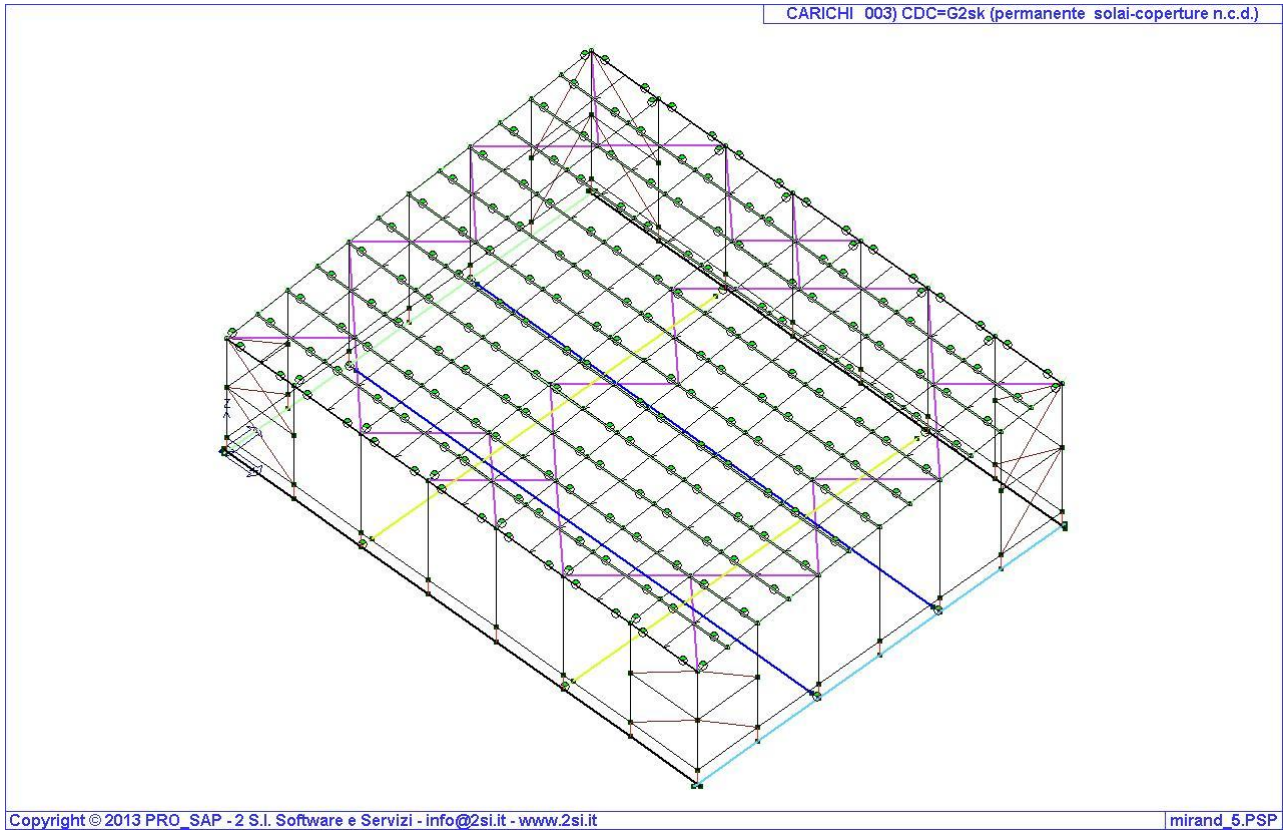 CARICHI 003) CDC=G2sk (permanente solai-coperture n.c.d.)
Z
Copyright © 2013 PRO_SAP - 2 S.I. Software e Servizi - info@2si.it - www.2si.it
mirand_5.PSP